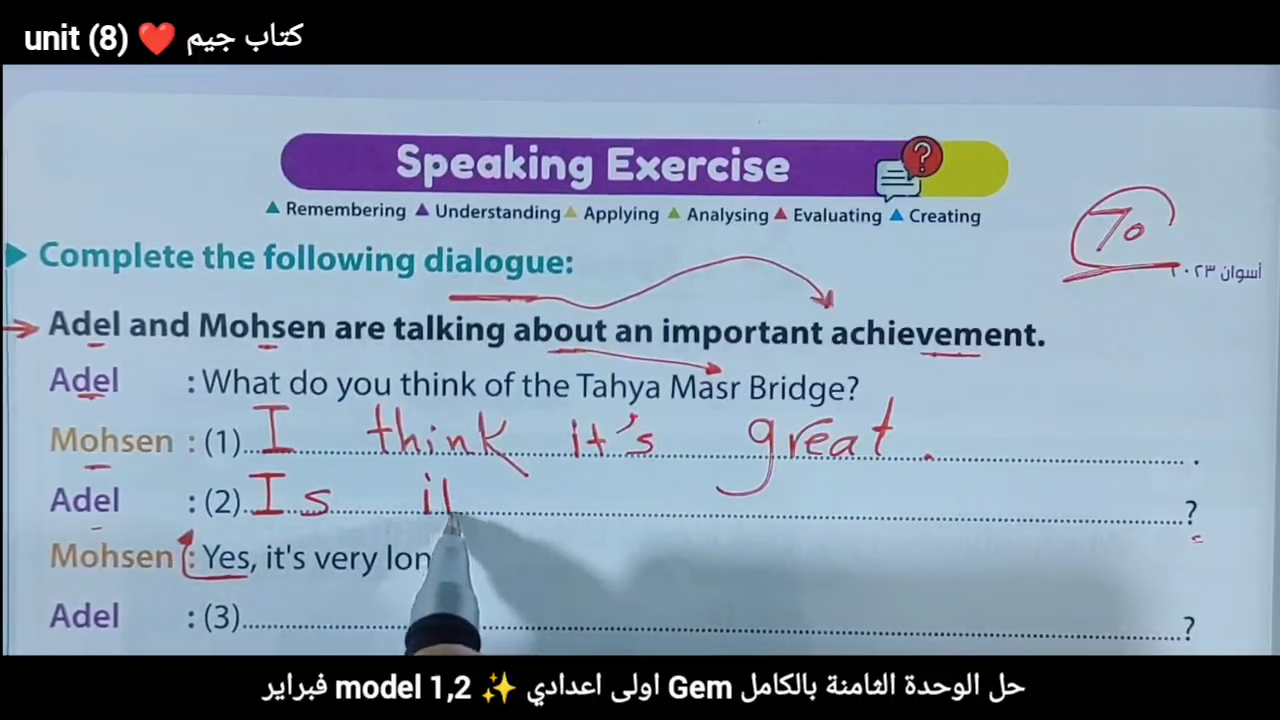 unit (8) ❤️ كتاب جيم
Speaking Exercise
Remembering Understanding Applying Analysing Evaluating Creating
70
أسوان ٢٠٢٣
Complete the following dialogue:
Adel and Mohsen are talking about an important achievement.
Adel : What do you think of the Tahya Masr Bridge?
Mohsen : (1) I think it's great. .
Adel : (2) Is it ?
Mohsen : Yes, it's very lon
Adel : (3) ?
حل الوحدة الثامنة بالكامل Gem اولى اعدادي ✨ model 1,2 فبراير